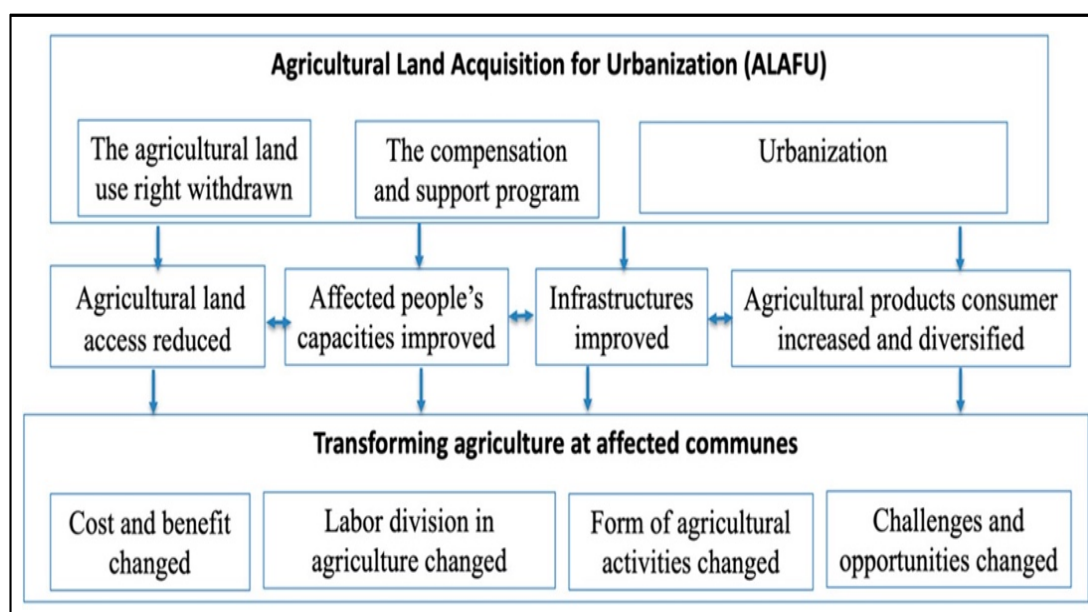 Agricultural Land Acquisition for Urbanization (ALAFU)
The agricultural land
use right withdrawn
The compensation
and support program
Urbanization
Agricultural land
access reduced
Affected people’s
capacities improved
Infrastructures
improved
Agricultural products consumer
increased and diversified
Transforming agriculture at affected communes
Cost and benefit
changed
Labor division in
agriculture changed
Form of agricultural
activities changed
Challenges and
opportunities changed